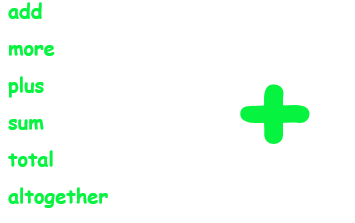 add
more
plus
sum
total
altogether
+